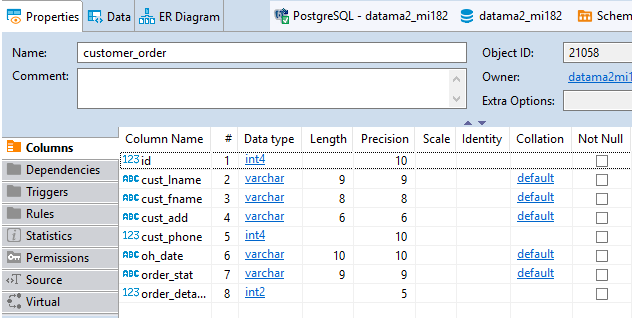 Properties Data ER Diagram PostgreSQL - datama2_mi182 datama2_mi182 Schem
Name: customer_order Object ID: 21058
Comment: Owner: datama2mi1
Extra Options:
Columns Column Name # Data type Length Precision Scale Identity Collation Not Null
123 id 1 int4 10
Dependencies ABC cust_lname 2 varchar 9 9 default
Triggers ABC cust_fname 3 varchar 8 8 default
Rules ABC cust_add 4 varchar 6 6 default
Statistics 123 cust_phone 5 int4 10
Permissions ABC oh_date 6 varchar 10 10 default
Source ABC order_stat 7 varchar 9 9 default
Virtual 123 order_deta... 8 int2 5